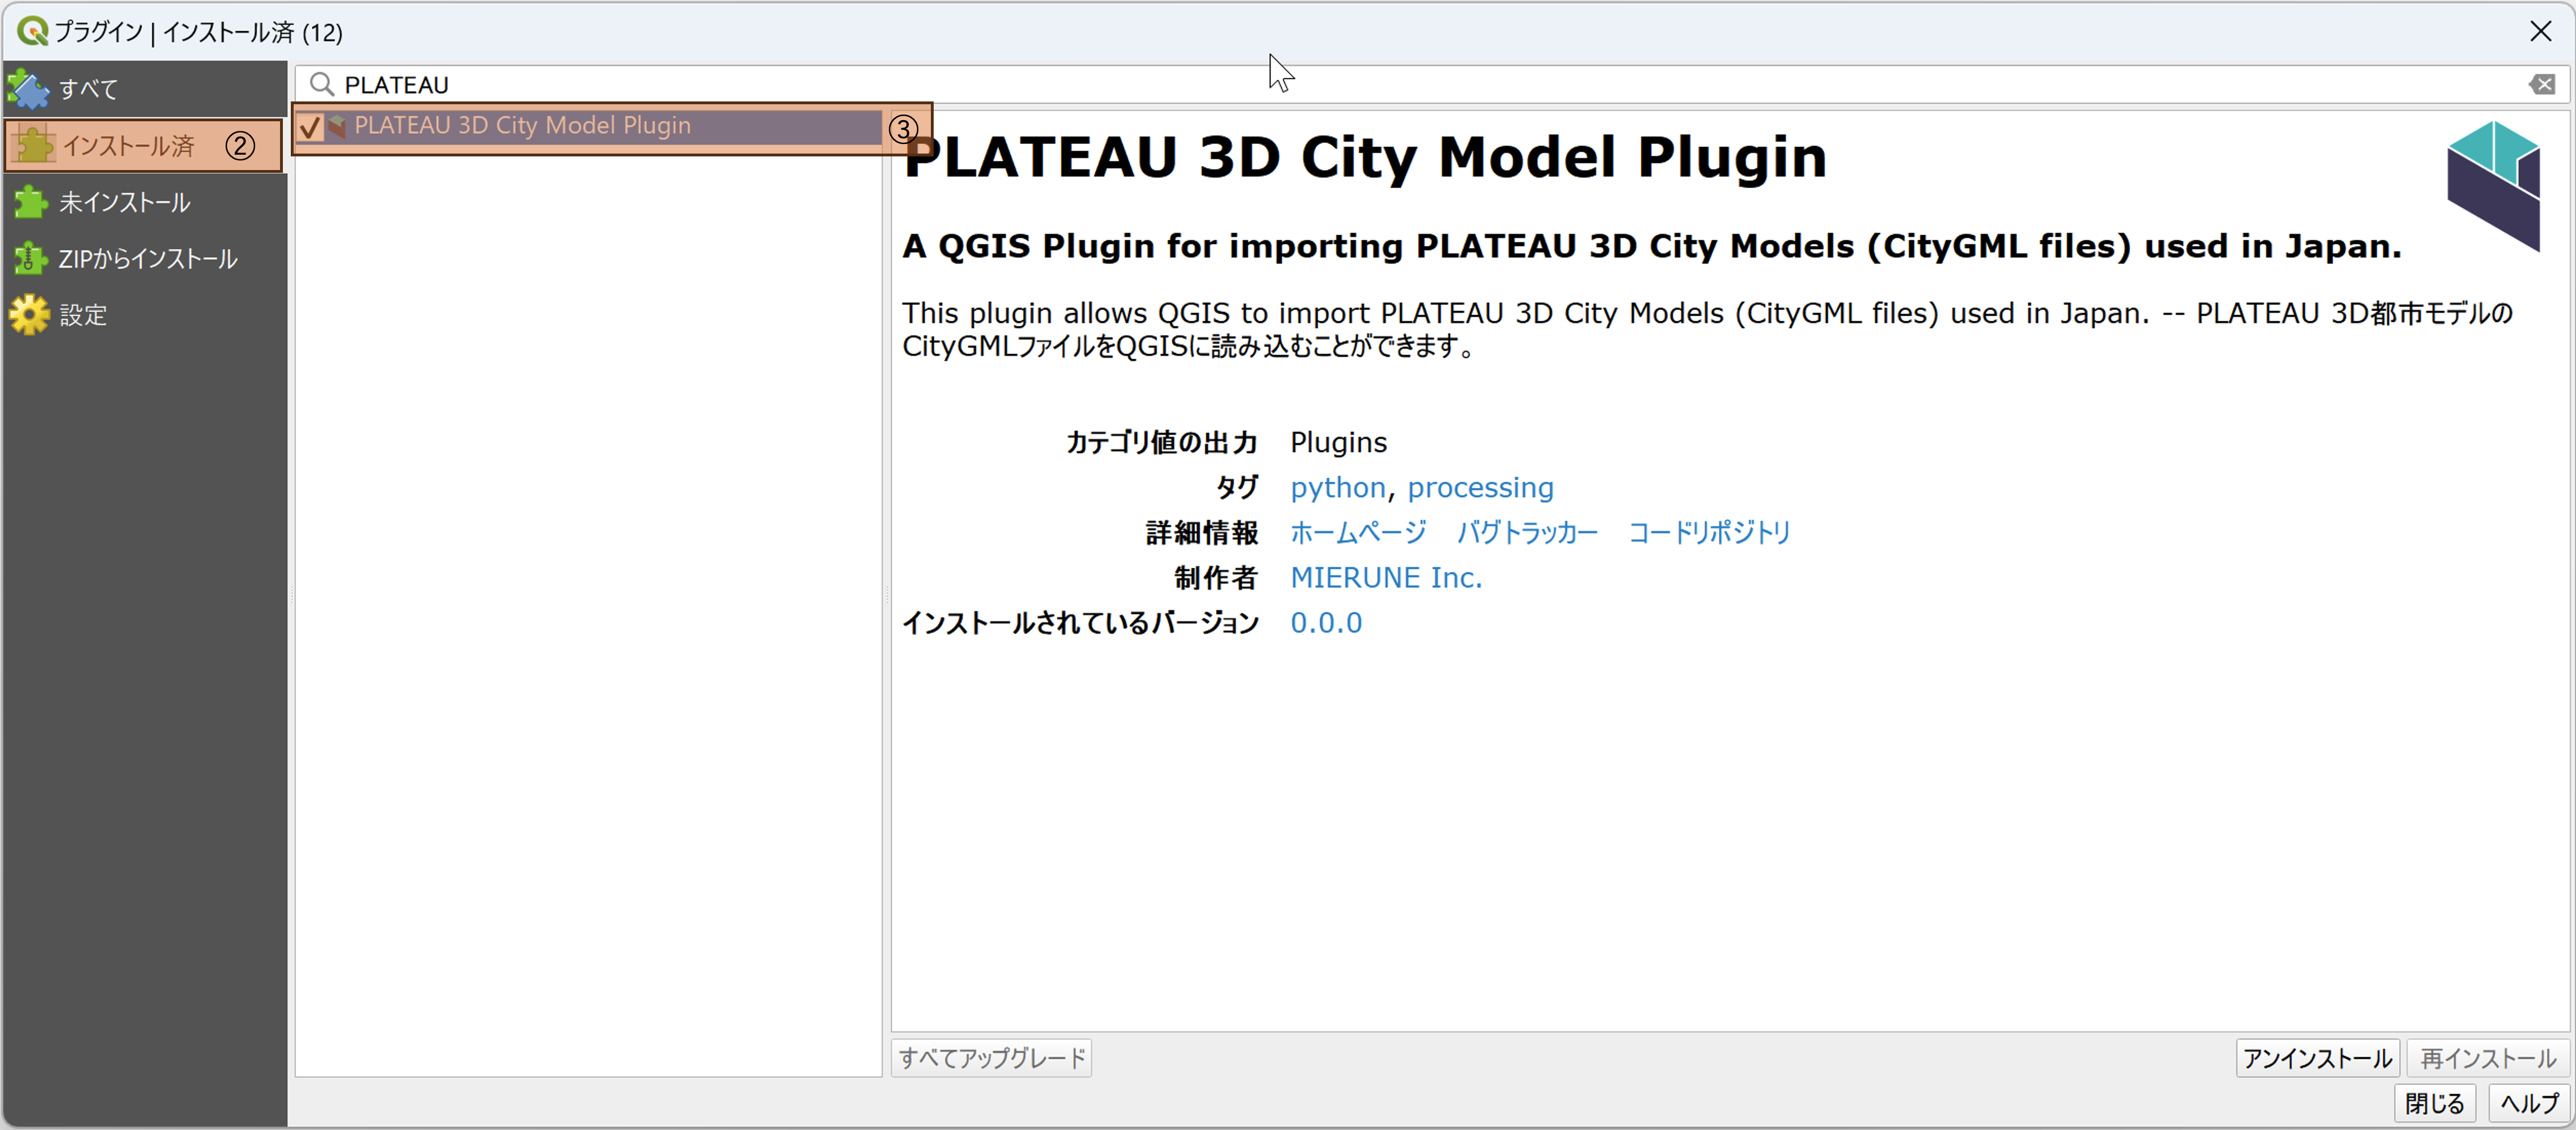 プラグイン | インストール済 (12)
すべて
インストール済 ②
未インストール
ZIPからインストール
設定
PLATEAU
PLATEAU 3D City Model Plugin ③
PLATEAU 3D City Model Plugin
A QGIS Plugin for importing PLATEAU 3D City Models (CityGML files) used in Japan.
This plugin allows QGIS to import PLATEAU 3D City Models (CityGML files) used in Japan. -- PLATEAU 3D都市モデルの
CityGMLファイルをQGISに読み込むことができます。
カテゴリ値の出力 Plugins
タグ python, processing
詳細情報 ホームページ バグトラッカー コードリポジトリ
制作者 MIERUNE Inc.
インストールされているバージョン 0.0.0
すべてアップグレード
アンインストール 再インストール
閉じる ヘルプ